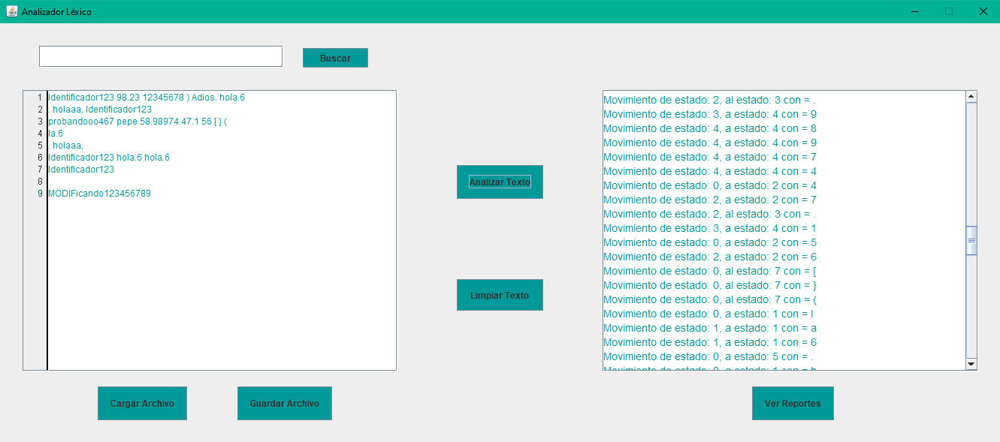 Analizador Léxico
Buscar
1 Identificador123 98.23 12345678 ) Adios. hola.6
2 . holaaa, Identificador123
3 probandooo467 pepe 58.98974 47.1 56 [ } (
4 la.6
5 . holaaa,
6 Identificador123 hola.6 hola.6
7 Identificador123
8
9 MODIFicando123456789
Analizar Texto
Limpiar Texto
Movimiento de estado: 2, al estado: 3 con = .
Movimiento de estado: 3, a estado: 4 con = 9
Movimiento de estado: 4, a estado: 4 con = 8
Movimiento de estado: 4, a estado: 4 con = 9
Movimiento de estado: 4, a estado: 4 con = 7
Movimiento de estado: 4, a estado: 4 con = 4
Movimiento de estado: 0, a estado: 2 con = 4
Movimiento de estado: 2, a estado: 2 con = 7
Movimiento de estado: 2, al estado: 3 con = .
Movimiento de estado: 3, a estado: 4 con = 1
Movimiento de estado: 0, a estado: 2 con = 5
Movimiento de estado: 2, a estado: 2 con = 6
Movimiento de estado: 0, al estado: 7 con = [
Movimiento de estado: 0, al estado: 7 con = }
Movimiento de estado: 0, al estado: 7 con = (
Movimiento de estado: 0, a estado: 1 con = l
Movimiento de estado: 1, a estado: 1 con = a
Movimiento de estado: 1, a estado: 1 con = 6
Movimiento de estado: 0, a estado: 5 con = .
Movimiento de estado: 0, a estado: 1 con = h
Cargar Archivo
Guardar Archivo
Ver Reportes